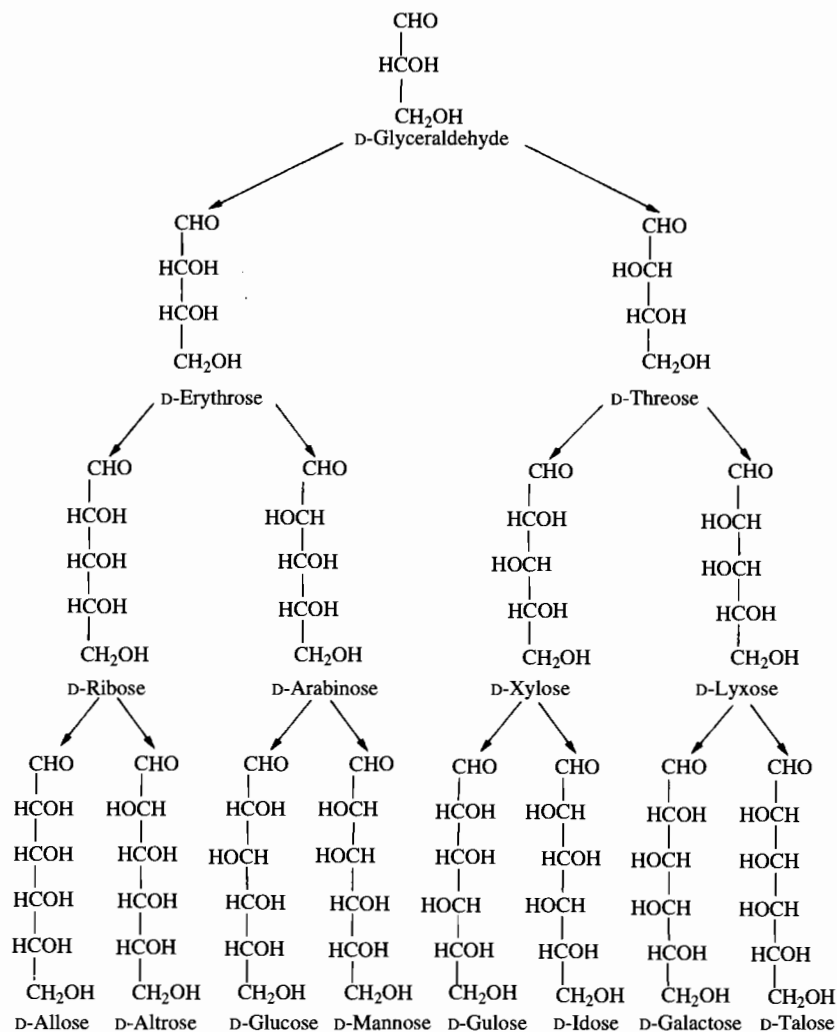 CHO
HCOH
CH₂OH
D-Glyceraldehyde
CHO CHO
HCOH HOCH
HCOH HCOH
CH₂OH CH₂OH
D-Erythrose D-Threose
CHO CHO CHO CHO
HCOH HOCH HCOH HOCH
HCOH HCOH HOCH HOCH
HCOH HCOH HCOH HCOH
CH₂OH CH₂OH CH₂OH CH₂OH
D-Ribose D-Arabinose D-Xylose D-Lyxose
CHO CHO CHO CHO CHO CHO CHO CHO
HCOH HOCH HCOH HOCH HCOH HOCH HCOH HOCH
HCOH HCOH HOCH HOCH HCOH HCOH HOCH HOCH
HCOH HCOH HCOH HCOH HOCH HOCH HOCH HOCH
HCOH HCOH HCOH HCOH HCOH HCOH HCOH HCOH
CH₂OH CH₂OH CH₂OH CH₂OH CH₂OH CH₂OH CH₂OH CH₂OH
D-Allose D-Altrose D-Glucose D-Mannose D-Gulose D-Idose D-Galactose D-Talose